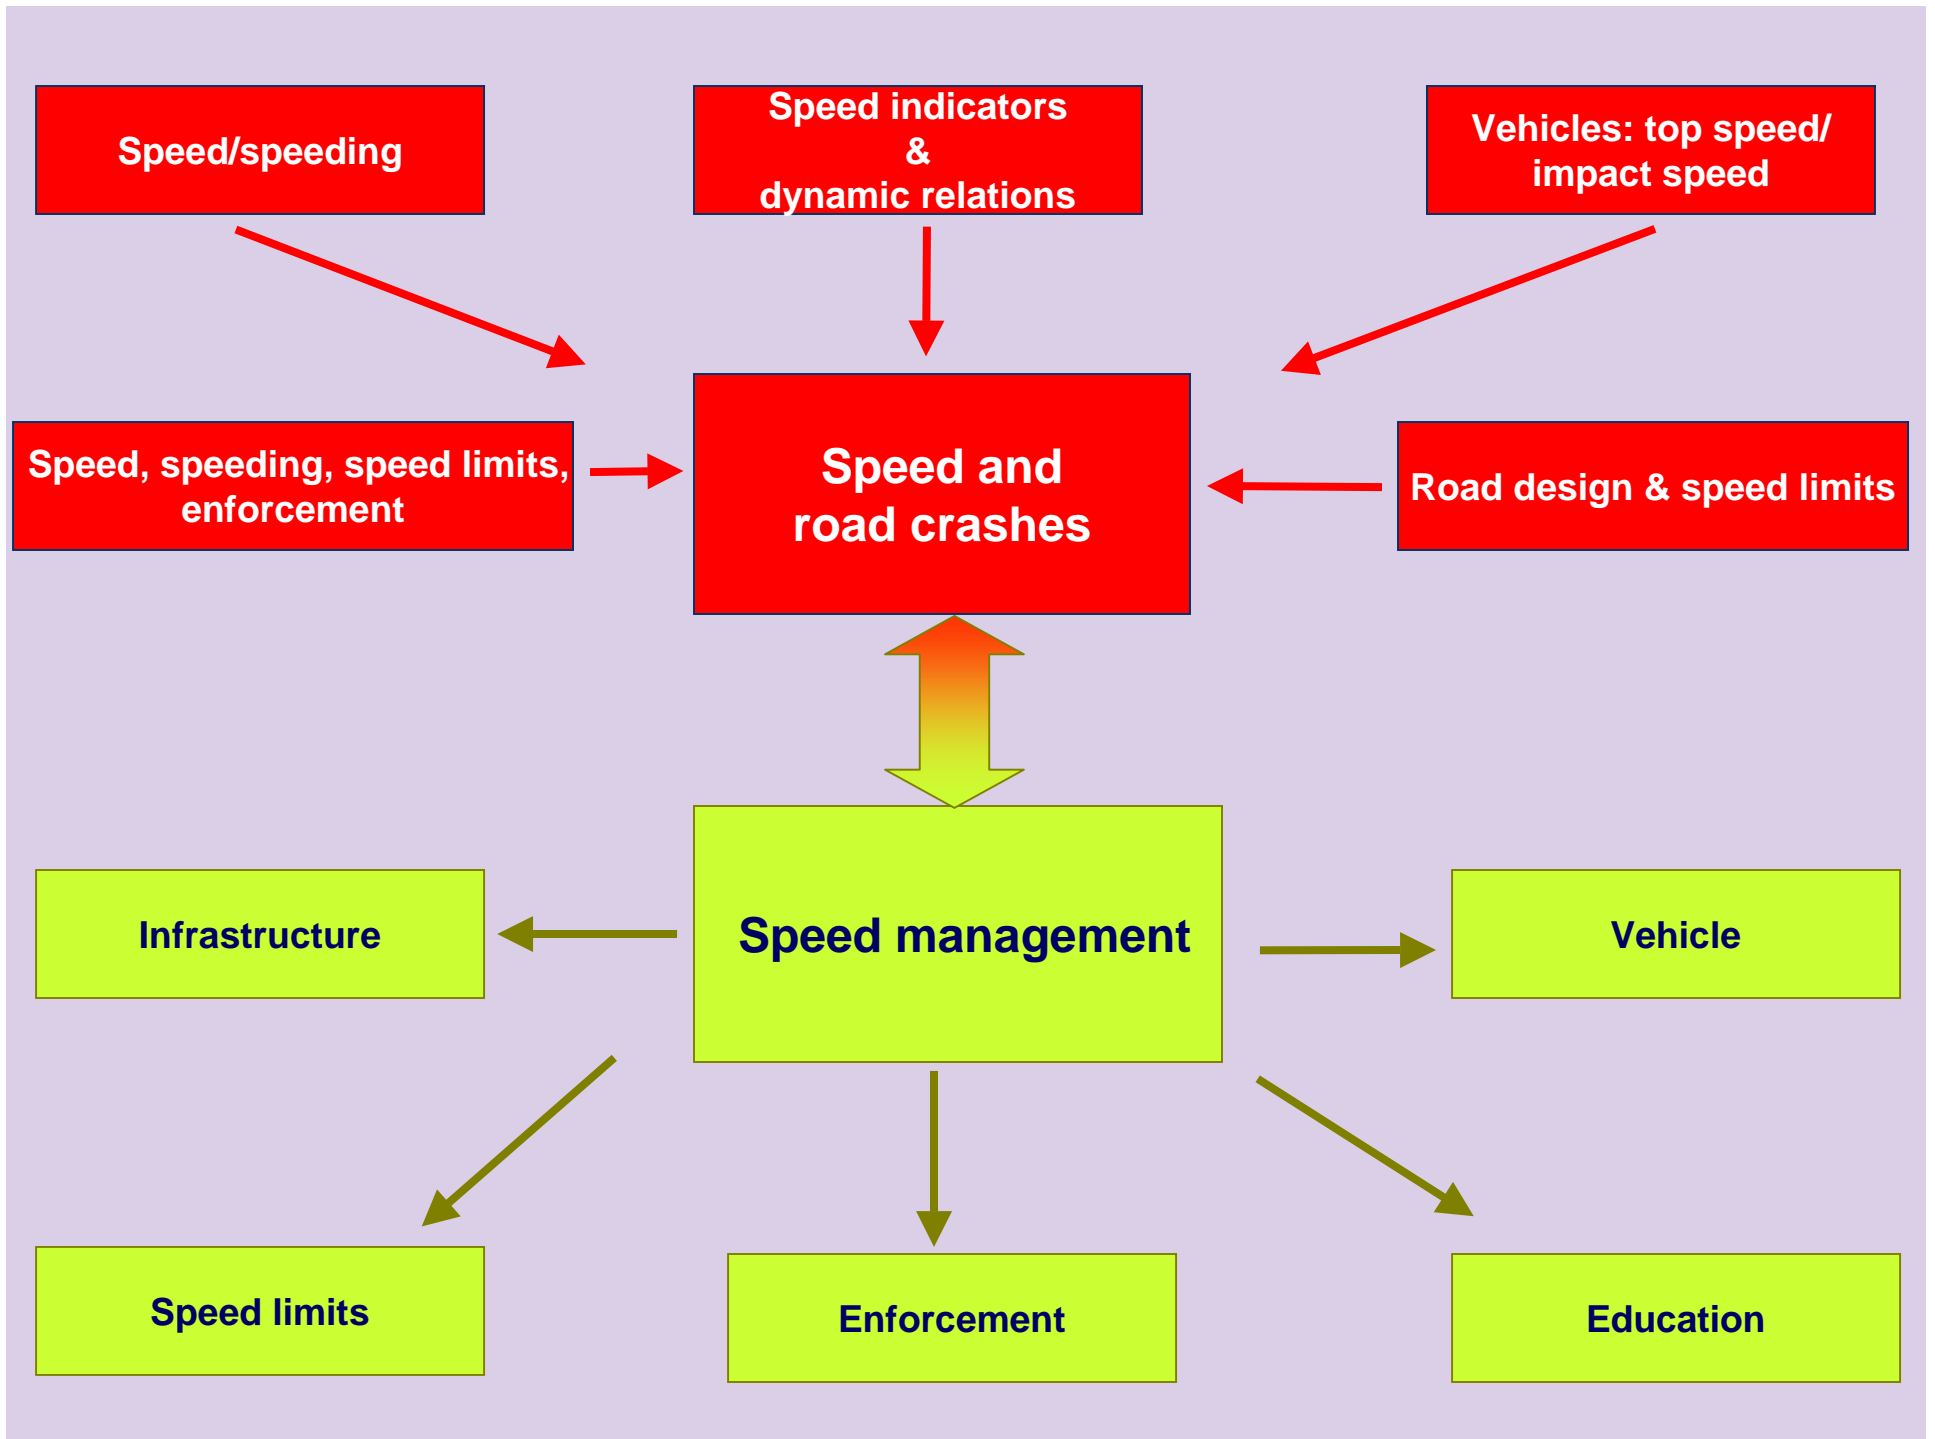 Speed/speeding
Speed indicators
&
dynamic relations
Vehicles: top speed/
impact speed
Speed, speeding, speed limits,
enforcement
Speed and
road crashes
Road design & speed limits
Infrastructure
Speed management
Vehicle
Speed limits
Enforcement
Education